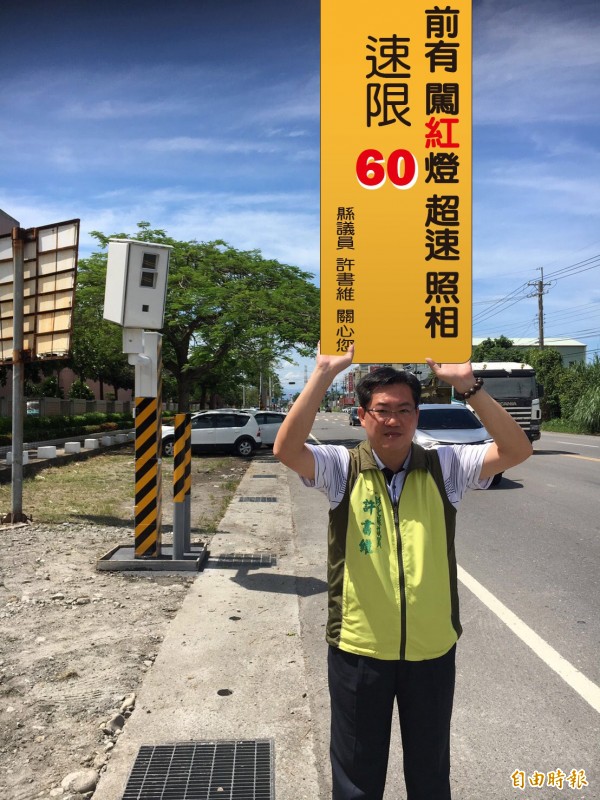 前有 闖紅燈 超速 照相
速限
60
縣議員 許書維 關心您
許書維
自由時報